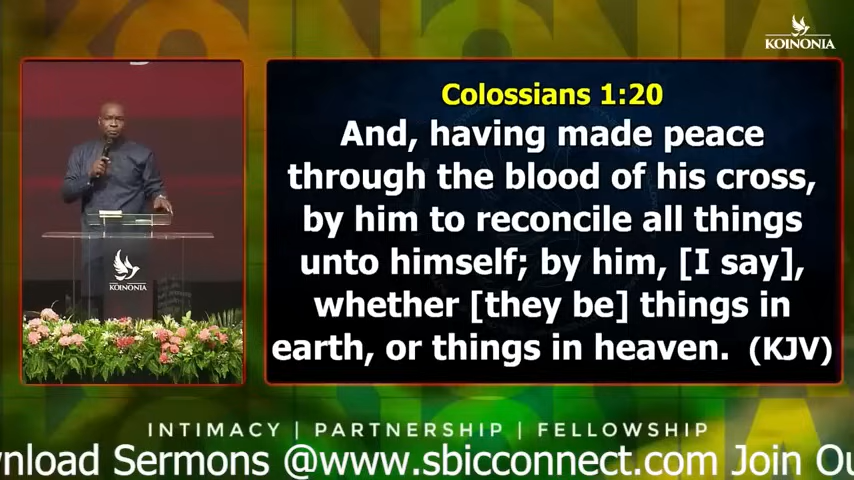 KOINONIA
Colossians 1:20
And, having made peace
through the blood of his cross,
by him to reconcile all things
unto himself; by him, [I say],
whether [they be] things in
earth, or things in heaven. (KJV)
KOINONIA
INTIMACY | PARTNERSHIP | FELLOWSHIP
wnload Sermons @www.sbicconnect.com Join Ou